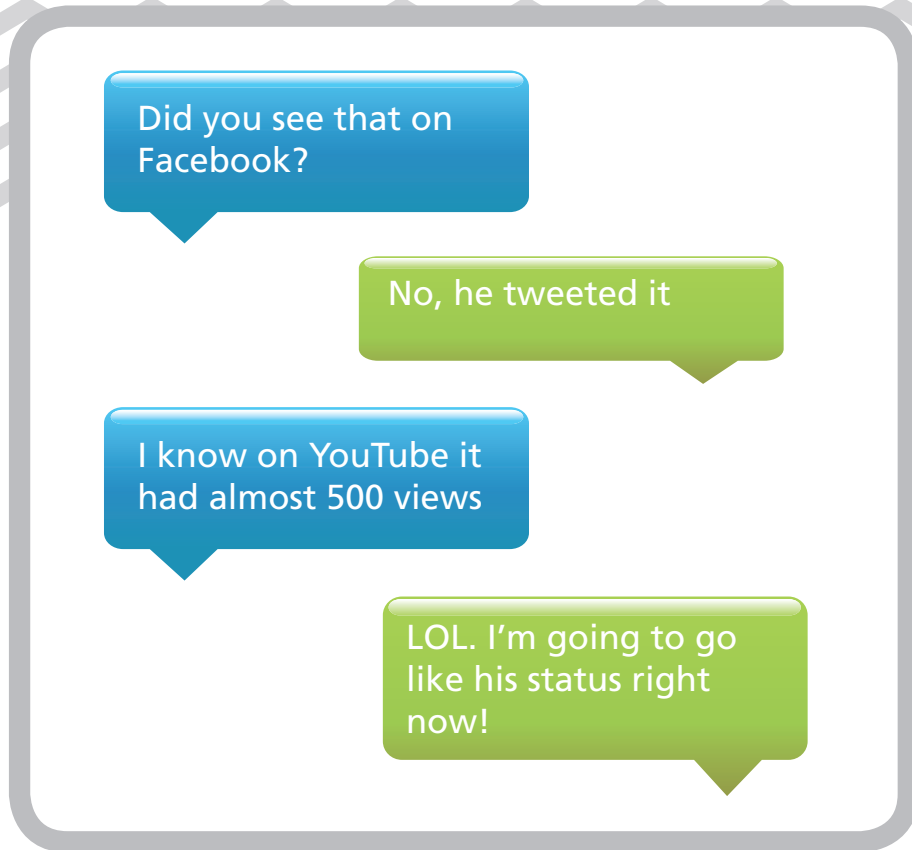 Did you see that on
Facebook?
No, he tweeted it
I know on YouTube it
had almost 500 views
LOL. I’m going to go
like his status right
now!